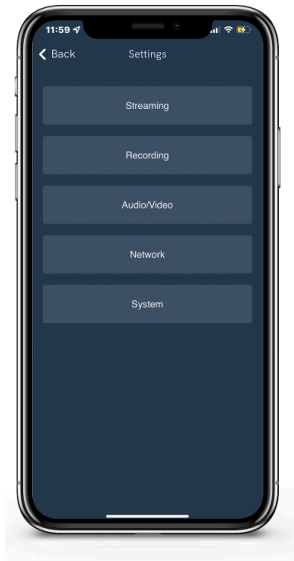 11:59
Back
Settings
Streaming
Recording
Audio/Video
Network
System